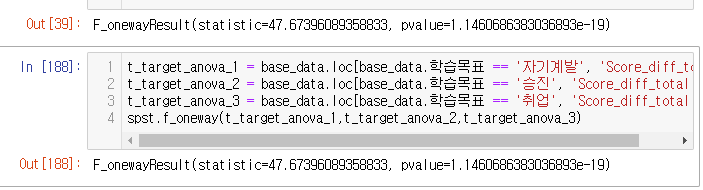 Out[39]: F_onewayResult(statistic=47.67396089358833, pvalue=1.1460686383036893e-19)
In [188]: 1 t_target_anova_1 = base_data.loc[base_data.학습목표 == '자기계발', 'Score_diff_to
2 t_target_anova_2 = base_data.loc[base_data.학습목표 == '승진', 'Score_diff_total
3 t_target_anova_3 = base_data.loc[base_data.학습목표 == '취업', 'Score_diff_total
4 spst.f_oneway(t_target_anova_1,t_target_anova_2,t_target_anova_3)
Out[188]: F_onewayResult(statistic=47.67396089358833, pvalue=1.1460686383036893e-19)